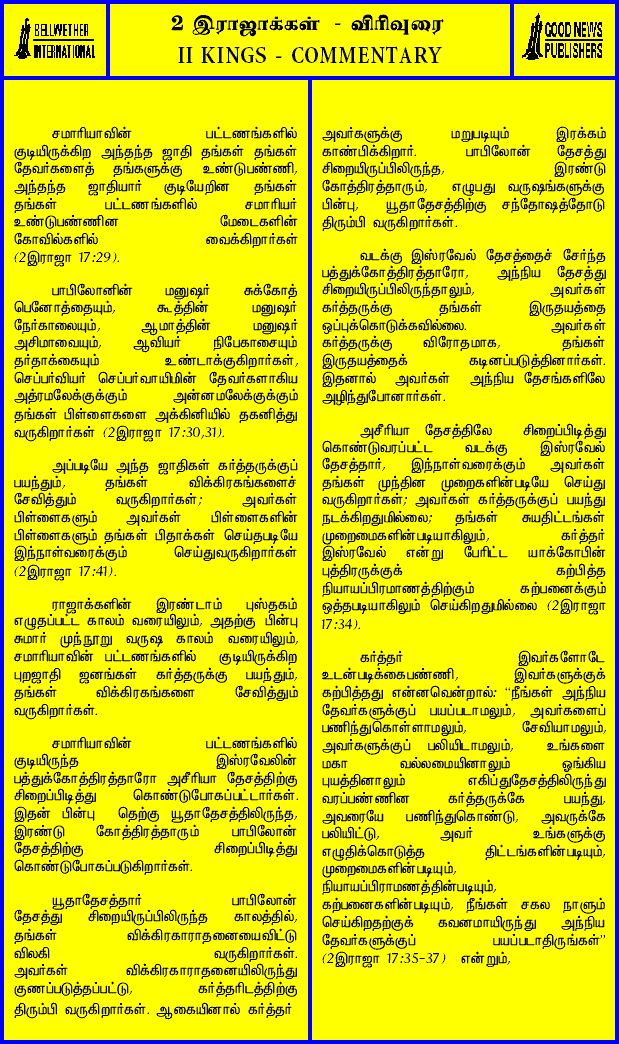 BELLWETHER
INTERNATIONAL
2 இராஜாக்கள் - விரிவுரை
II KINGS - COMMENTARY
GOOD NEWS
PUBLISHERS
சமாரியாவின் பட்டணங்களில்
குடியிருக்கிற அந்தந்த ஜாதி தங்கள் தங்கள்
தேவர்களைத் தங்களுக்கு உண்டுபண்ணி,
அந்தந்த ஜாதியார் குடியேறின தங்கள்
தங்கள் பட்டணங்களில் சமாரியர்
உண்டுபண்ணின மேடைகளின்
கோவில்களில் வைக்கிறார்கள்
(2இராஜா 17:29).
பாபிலோனின் மனுஷர் சுக்கோத்
பெனோத்தையும், கூத்தின் மனுஷர்
நேர்காலையும், ஆமாத்தின் மனுஷர்
அசிமாவையும், ஆவியர் நிபேகாசையும்
தர்தாக்கையும் உண்டாக்குகிறார்கள்,
செப்பர்வியர் செப்பர்வாயிமின் தேவர்களாகிய
அத்ரமலேக்குக்கும் அன்னமலேக்குக்கும்
தங்கள் பிள்ளைகளை அக்கினியில் தகனித்து
வருகிறார்கள் (2இராஜா 17:30,31).
அப்படியே அந்த ஜாதிகள் கர்த்தருக்குப்
பயந்தும், தங்கள் விக்கிரகங்களைச்
சேவித்தும் வருகிறார்கள்; அவர்கள்
பிள்ளைகளும் அவர்கள் பிள்ளைகளின்
பிள்ளைகளும் தங்கள் பிதாக்கள் செய்தபடியே
இந்நாள்வரைக்கும் செய்துவருகிறார்கள்
(2இராஜா 17:41).
ராஜாக்களின் இரண்டாம் புஸ்தகம்
எழுதப்பட்ட காலம் வரையிலும், அதற்கு பின்பு
சுமார் முந்நூறு வருஷ காலம் வரையிலும்,
சமாரியாவின் பட்டணங்களில் குடியிருக்கிற
புறஜாதி ஜனங்கள் கர்த்தருக்கு பயந்தும்,
தங்கள் விக்கிரகங்களை சேவித்தும்
வருகிறார்கள்.
சமாரியாவின் பட்டணங்களில்
குடியிருந்த இஸ்ரவேலின்
பத்துக்கோத்திரத்தாரோ அசீரியா தேசத்திற்கு
சிறைப்பிடித்து கொண்டுபோகப்பட்டார்கள்.
இதன் பின்பு தெற்கு யூதாதேசத்திலிருந்த,
இரண்டு கோத்திரத்தாரும் பாபிலோன்
தேசத்திற்கு சிறைப்பிடித்து
கொண்டுபோகப்படுகிறார்கள்.
யூதாதேசத்தார் பாபிலோன்
தேசத்து சிறையிருப்பிலிருந்த காலத்தில்,
தங்கள் விக்கிரகாராதனையைவிட்டு
விலகி வருகிறார்கள்.
அவர்கள் விக்கிரகாராதனையிலிருந்து
குணப்படுத்தப்பட்டு, கர்த்தரிடத்திற்கு
திரும்பி வருகிறார்கள். ஆகையினால் கர்த்தர்
அவர்களுக்கு மறுபடியும் இரக்கம்
காண்பிக்கிறார். பாபிலோன் தேசத்து
சிறையிருப்பிலிருந்த, இரண்டு
கோத்திரத்தாரும், எழுபது வருஷங்களுக்கு
பின்பு, யூதாதேசத்திற்கு சந்தோஷத்தோடு
திரும்பி வருகிறார்கள்.
வடக்கு இஸ்ரவேல் தேசத்தைச் சேர்ந்த
பத்துக்கோத்திரத்தாரோ, அந்நிய தேசத்து
சிறையிருப்பிலிருந்தாலும், அவர்கள்
கர்த்தருக்கு தங்கள் இருதயத்தை
ஒப்புக்கொடுக்கவில்லை. அவர்கள்
கர்த்தருக்கு விரோதமாக, தங்கள்
இருதயத்தைக் கடினப்படுத்தினார்கள்.
இதனால் அவர்கள் அந்நிய தேசங்களிலே
அழிந்துபோனார்கள்.
அசீரியா தேசத்திலே சிறைப்பிடித்து
கொண்டுவரப்பட்ட வடக்கு இஸ்ரவேல்
தேசத்தார், இந்நாள்வரைக்கும் அவர்கள்
தங்கள் முந்தின முறைகளின்படியே செய்து
வருகிறார்கள்; அவர்கள் கர்த்தருக்குப் பயந்து
நடக்கிறதுமில்லை; தங்கள் சுயதிட்டங்கள்
முறைமைகளின்படியாகிலும், கர்த்தர்
இஸ்ரவேல் என்று பேரிட்ட யாக்கோபின்
புத்திரருக்குக் கற்பித்த
நியாயப்பிரமாணத்திற்கும் கற்பனைக்கும்
ஒத்தபடியாகிலும் செய்கிறதுமில்லை (2இராஜா
17:34).
கர்த்தர் இவர்களோடே
உடன்படிக்கைபண்ணி, இவர்களுக்குக்
கற்பித்தது என்னவென்றால்: "நீங்கள் அந்நிய
தேவர்களுக்குப் பயப்படாமலும், அவர்களைப்
பணிந்துகொள்ளாமலும், சேவியாமலும்,
அவர்களுக்குப் பலியிடாமலும், உங்களை
மகா வல்லமையினாலும் ஓங்கிய
புயத்தினாலும் எகிப்துதேசத்திலிருந்து
வரப்பண்ணின கர்த்தருக்கே பயந்து,
அவரையே பணிந்துகொண்டு, அவருக்கே
பலியிட்டு, அவர் உங்களுக்கு
எழுதிக்கொடுத்த திட்டங்களின்படியும்,
முறைமைகளின்படியும்,
நியாயப்பிராமணத்தின்படியும்,
கற்பனைகளின்படியும், நீங்கள் சகல நாளும்
செய்கிறதற்குக் கவனமாயிருந்து அந்நிய
தேவர்களுக்குப் பயப்படாதிருங்கள்"
(2இராஜா 17:35-37) என்றும்,